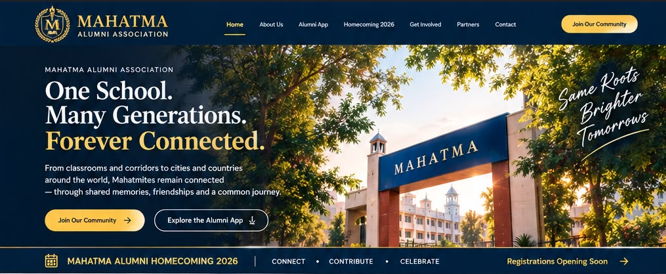 MAHATMA
ALUMNI ASSOCIATION
Home About Us Alumni App Homecoming 2026 Get Involved Partners Contact
Join Our Community
MAHATMA ALUMNI ASSOCIATION
One School.
Many Generations.
Forever Connected.
From classrooms and corridors to cities and countries
around the world, Mahatmites remain connected
— through shared memories, friendships and a common journey.
Join Our Community →
Explore the Alumni App
MAHATMA
Same Roots
Brighter
Tomorrows
MAHATMA ALUMNI HOMECOMING 2026 | CONNECT • CONTRIBUTE • CELEBRATE
Registrations Opening Soon →